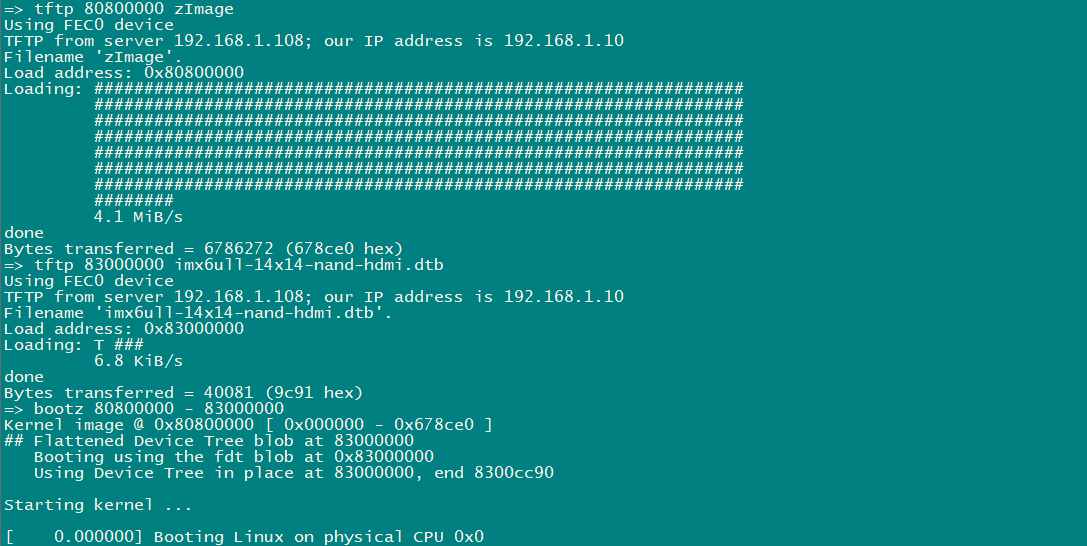 => tftp 80800000 zImage
Using FEC0 device
TFTP from server 192.168.1.108; our IP address is 192.168.1.10
Filename 'zImage'.
Load address: 0x80800000
Loading: #################################################################
         #################################################################
         #################################################################
         #################################################################
         #################################################################
         #################################################################
         #################################################################
         ########
         4.1 MiB/s
done
Bytes transferred = 6786272 (678ce0 hex)
=> tftp 83000000 imx6ull-14x14-nand-hdmi.dtb
Using FEC0 device
TFTP from server 192.168.1.108; our IP address is 192.168.1.10
Filename 'imx6ull-14x14-nand-hdmi.dtb'.
Load address: 0x83000000
Loading: T ###
         6.8 KiB/s
done
Bytes transferred = 40081 (9c91 hex)
=> bootz 80800000 - 83000000
Kernel image @ 0x80800000 [ 0x000000 - 0x678ce0 ]
## Flattened Device Tree blob at 83000000
   Booting using the fdt blob at 0x83000000
   Using Device Tree in place at 83000000, end 8300cc90

Starting kernel ...

[    0.000000] Booting Linux on physical CPU 0x0